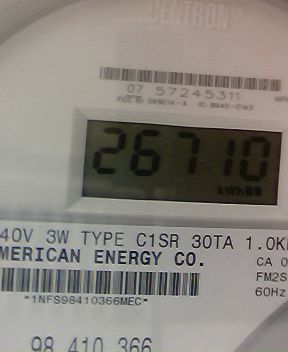 CENTRON®
07 57245311
26710
kWh
40V 3W TYPE C1SR 30TA 1.0K
MERICAN ENERGY CO.
CA 0
FM2S
60Hz
*1NFS98410366MEC*
98 410 366